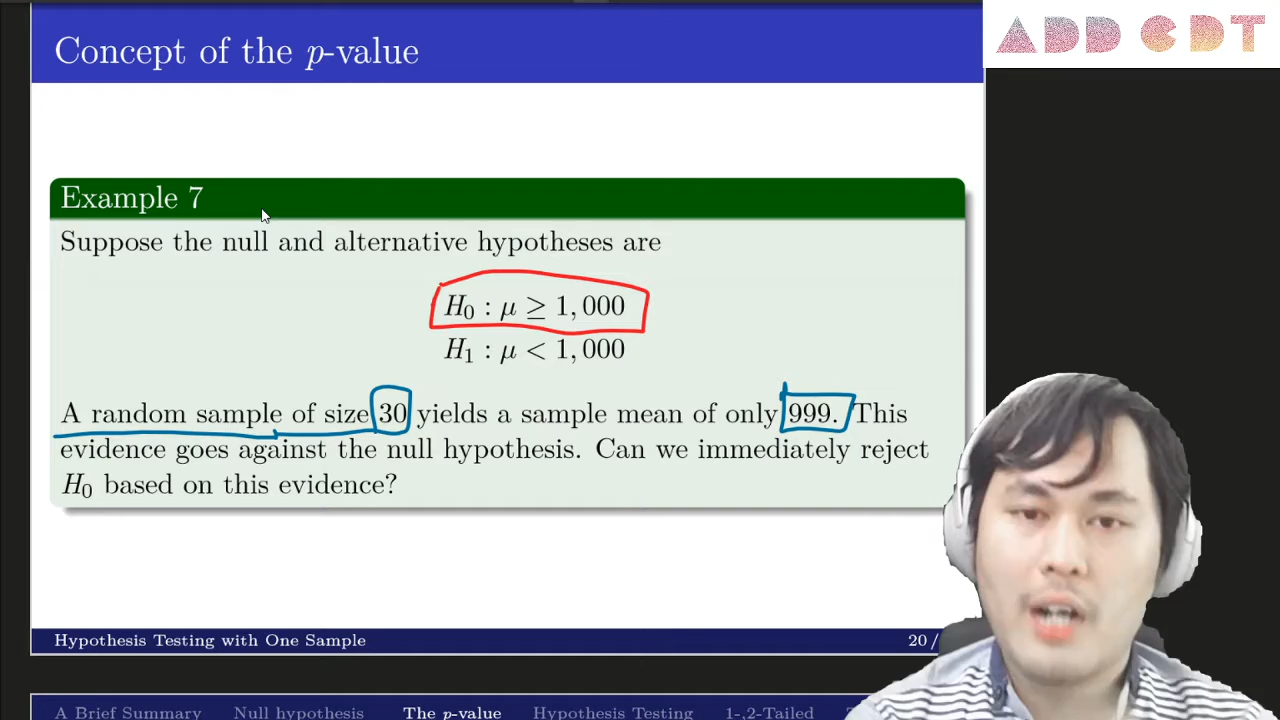 Concept of the p-value
ADD CDT
Example 7
Suppose the null and alternative hypotheses are
H₀ : μ ≥ 1, 000
H₁ : μ < 1, 000
A random sample of size 30 yields a sample mean of only 999. This
evidence goes against the null hypothesis. Can we immediately reject
H₀ based on this evidence?
Hypothesis Testing with One Sample 20/
A Brief Summary Null hypothesis The p-value Hypothesis Testing 1-,2-Tailed